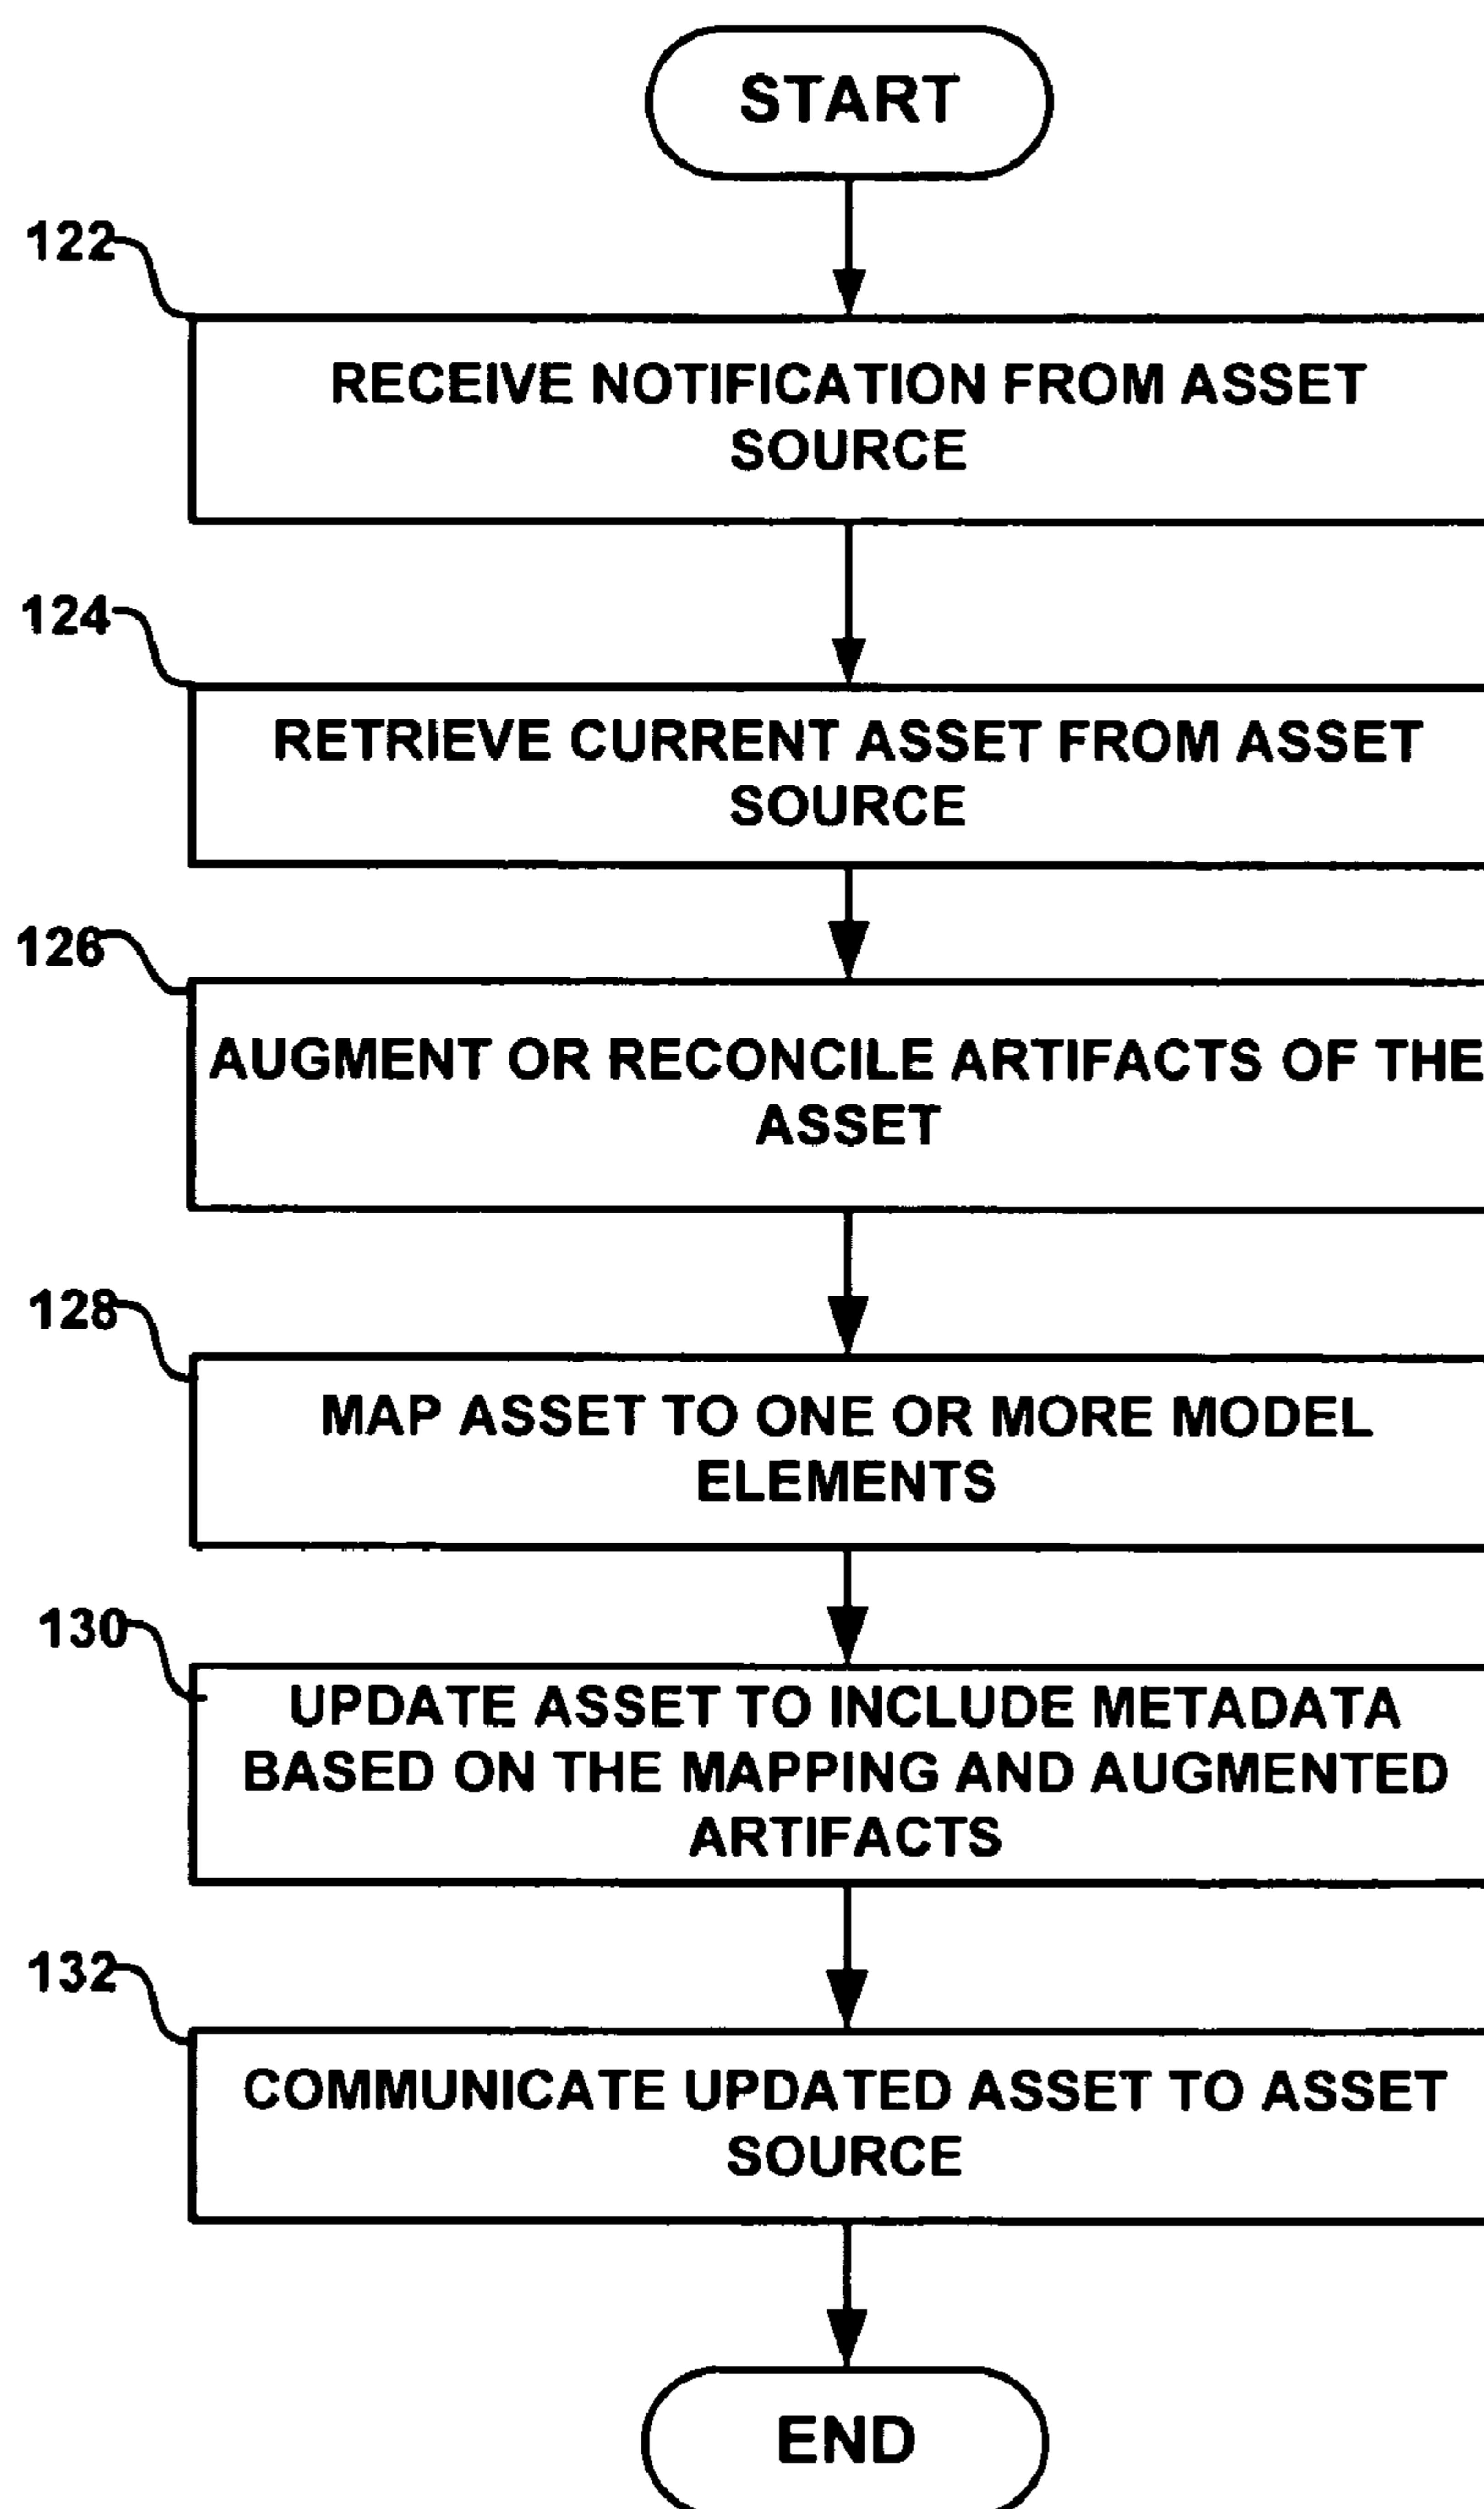 START
122
RECEIVE NOTIFICATION FROM ASSET
SOURCE
124
RETRIEVE CURRENT ASSET FROM ASSET
SOURCE
126
AUGMENT OR RECONCILE ARTIFACTS OF THE
ASSET
128
MAP ASSET TO ONE OR MORE MODEL
ELEMENTS
130
UPDATE ASSET TO INCLUDE METADATA
BASED ON THE MAPPING AND AUGMENTED
ARTIFACTS
132
COMMUNICATE UPDATED ASSET TO ASSET
SOURCE
END